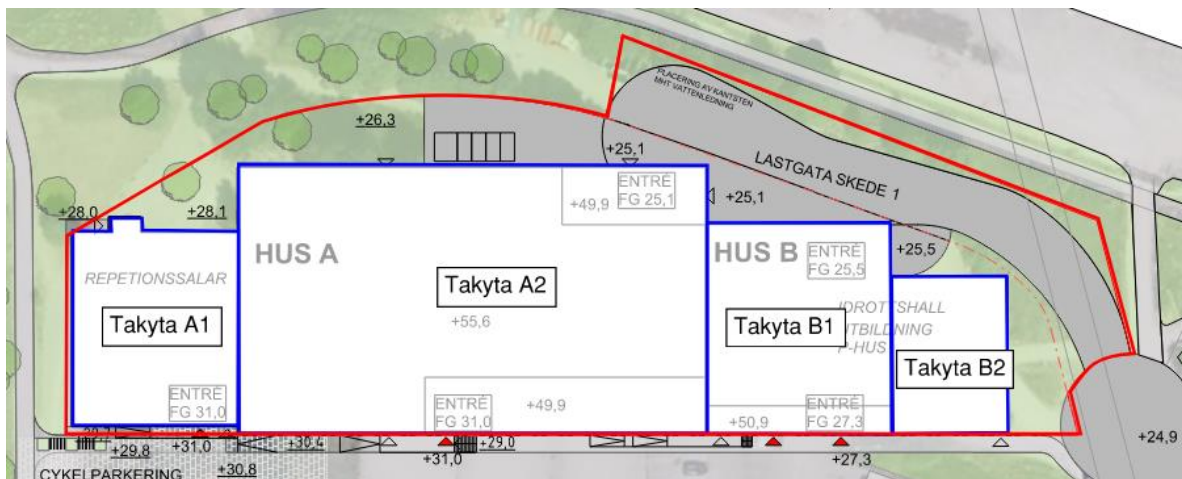 PLACERING AV KANTSTEN
MHT VATTENLEDNING
LASTGATA SKEDE 1
+26,3
+25,1
ENTRÉ
FG 25,1
+49,9
+25,1
+28,0
+28,1
HUS A
HUS B
ENTRÉ
FG 25,5
+25,5
REPETIONSSALAR
Takyta A2
IDROTTSHALL
UTBILDNING
P-HUS
Takyta A1
+55,6
Takyta B1
Takyta B2
ENTRÉ
FG 31,0
ENTRÉ
FG 31,0
+49,9
+50,9
ENTRÉ
FG 27,3
+29,8
+31,0
+30,4
+29,0
+31,0
+27,3
+24,9
CYKELPARKERING
+30,8